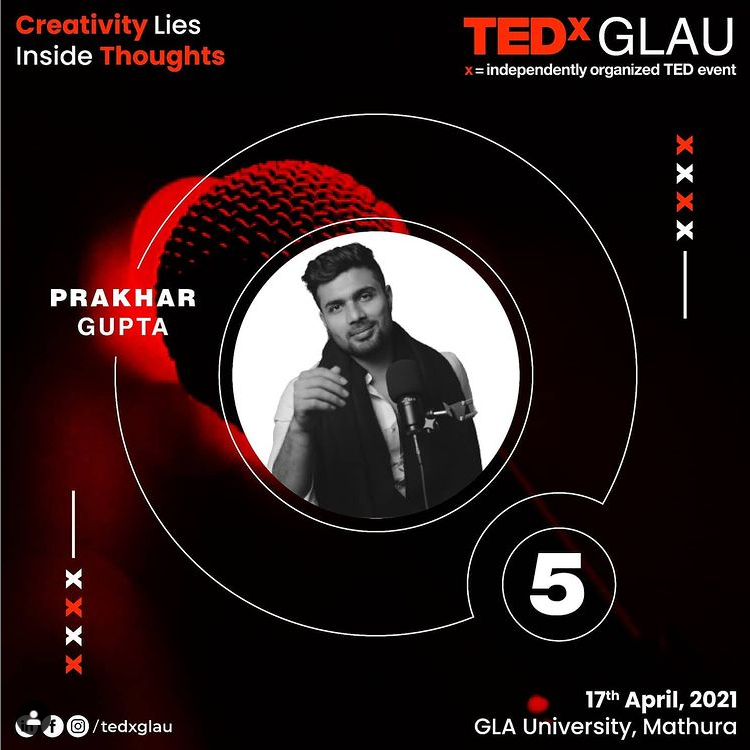 Creativity Lies
Inside Thoughts
TEDx GLAU
x = independently organized TED event
x
x
x
x
PRAKHAR
GUPTA
5
x
x
x
x
17th April, 2021
GLA University, Mathura
/tedxglau